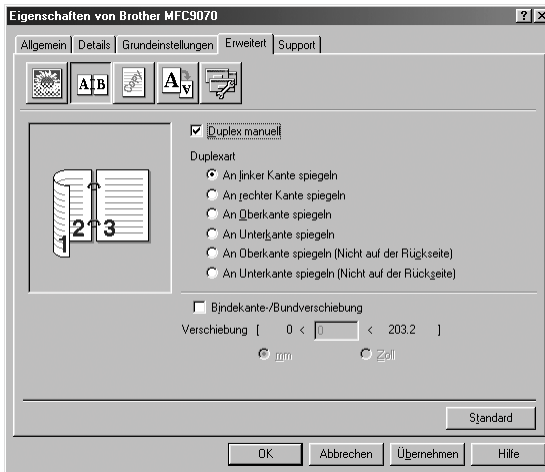 Eigenschaften von Brother MFC9070
Allgemein Details Grundeinstellungen Erweitert Support
A B
Copy
A A
1 2 3
Duplex manuell
Duplexart
An linker Kante spiegeln
An rechter Kante spiegeln
An Oberkante spiegeln
An Unterkante spiegeln
An Oberkante spiegeln (Nicht auf der Rückseite)
An Unterkante spiegeln (Nicht auf der Rückseite)
Bindekante-/Bundverschiebung
Verschiebung [ 0 < 0 < 203.2 ]
mm Zoll
Standard
OK Abbrechen Übernehmen Hilfe